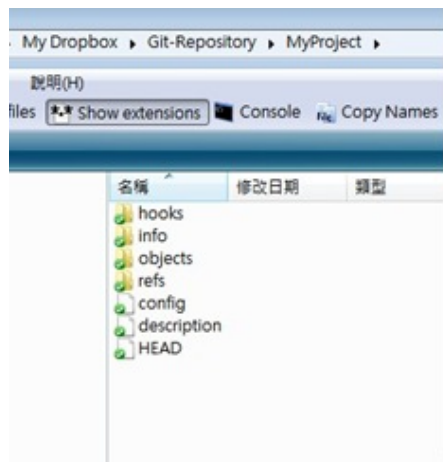 My Dropbox ▸ Git-Repository ▸ MyProject ▸
說明(H)
Show extensions Console Copy Names
名稱 修改日期 類型
hooks
info
objects
refs
config
description
HEAD